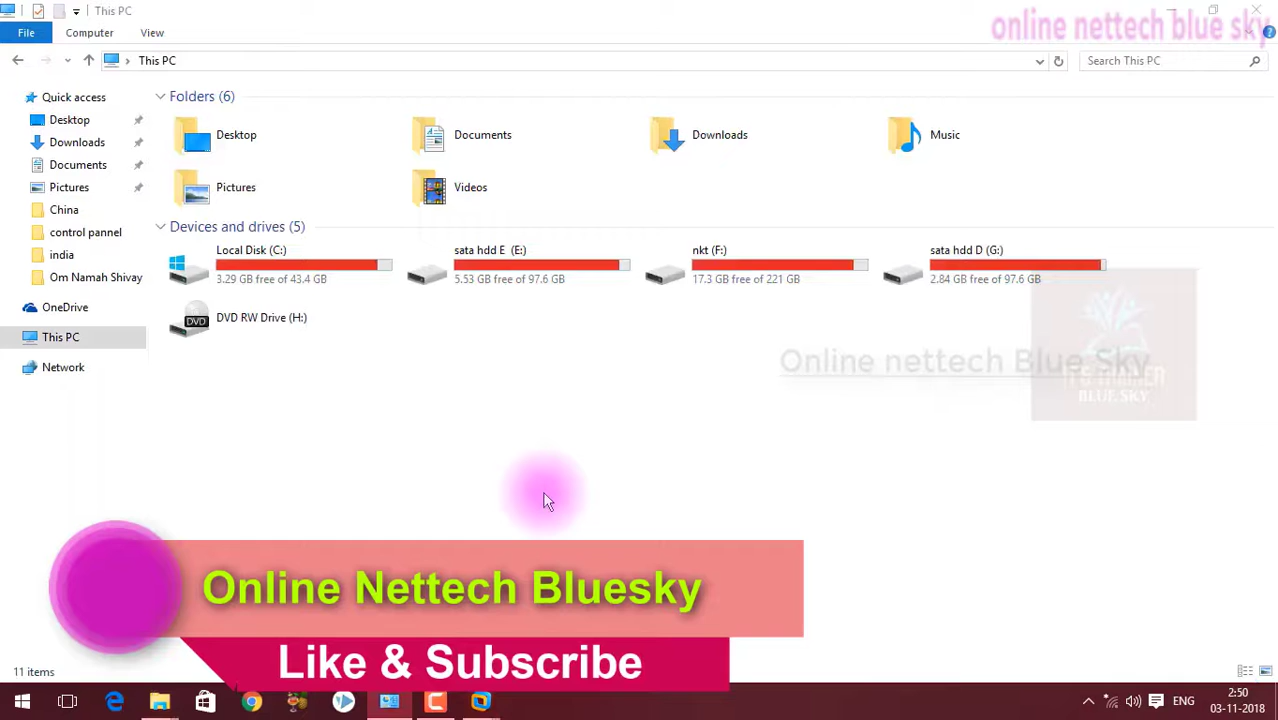 This PC
online nettech blue sky
File Computer View
This PC Search This PC
Quick access
Desktop
Downloads
Documents
Pictures
China
control pannel
india
Om Namah Shivay
OneDrive
This PC
Network
Folders (6)
Desktop Documents Downloads Music
Pictures Videos
Devices and drives (5)
Local Disk (C:)
3.29 GB free of 43.4 GB
sata hdd E (E:)
5.53 GB free of 97.6 GB
nkt (F:)
17.3 GB free of 221 GB
sata hdd D (G:)
2.84 GB free of 97.6 GB
DVD
DVD RW Drive (H:)
Online nettech Blue Sky
BLUE SKY
Online Nettech Bluesky
Like & Subscribe
11 items
ENG
2:50
03-11-2018